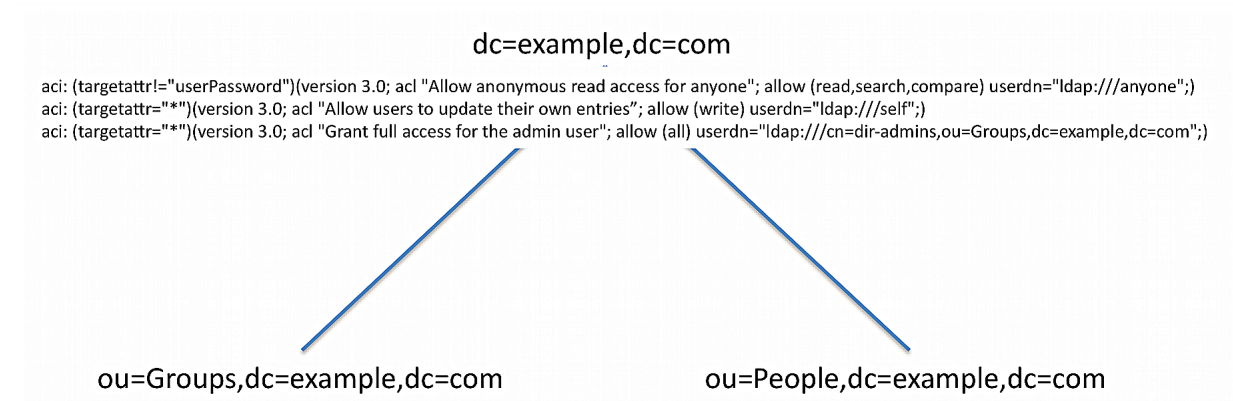 dc=example,dc=com
aci: (targetattr!="userPassword")(version 3.0; acl "Allow anonymous read access for anyone"; allow (read,search,compare) userdn="ldap:///anyone";)
aci: (targetattr="*")(version 3.0; acl "Allow users to update their own entries”; allow (write) userdn="ldap:///self";)
aci: (targetattr="*")(version 3.0; acl "Grant full access for the admin user"; allow (all) userdn="ldap:///cn=dir-admins,ou=Groups,dc=example,dc=com";)
ou=Groups,dc=example,dc=com
ou=People,dc=example,dc=com